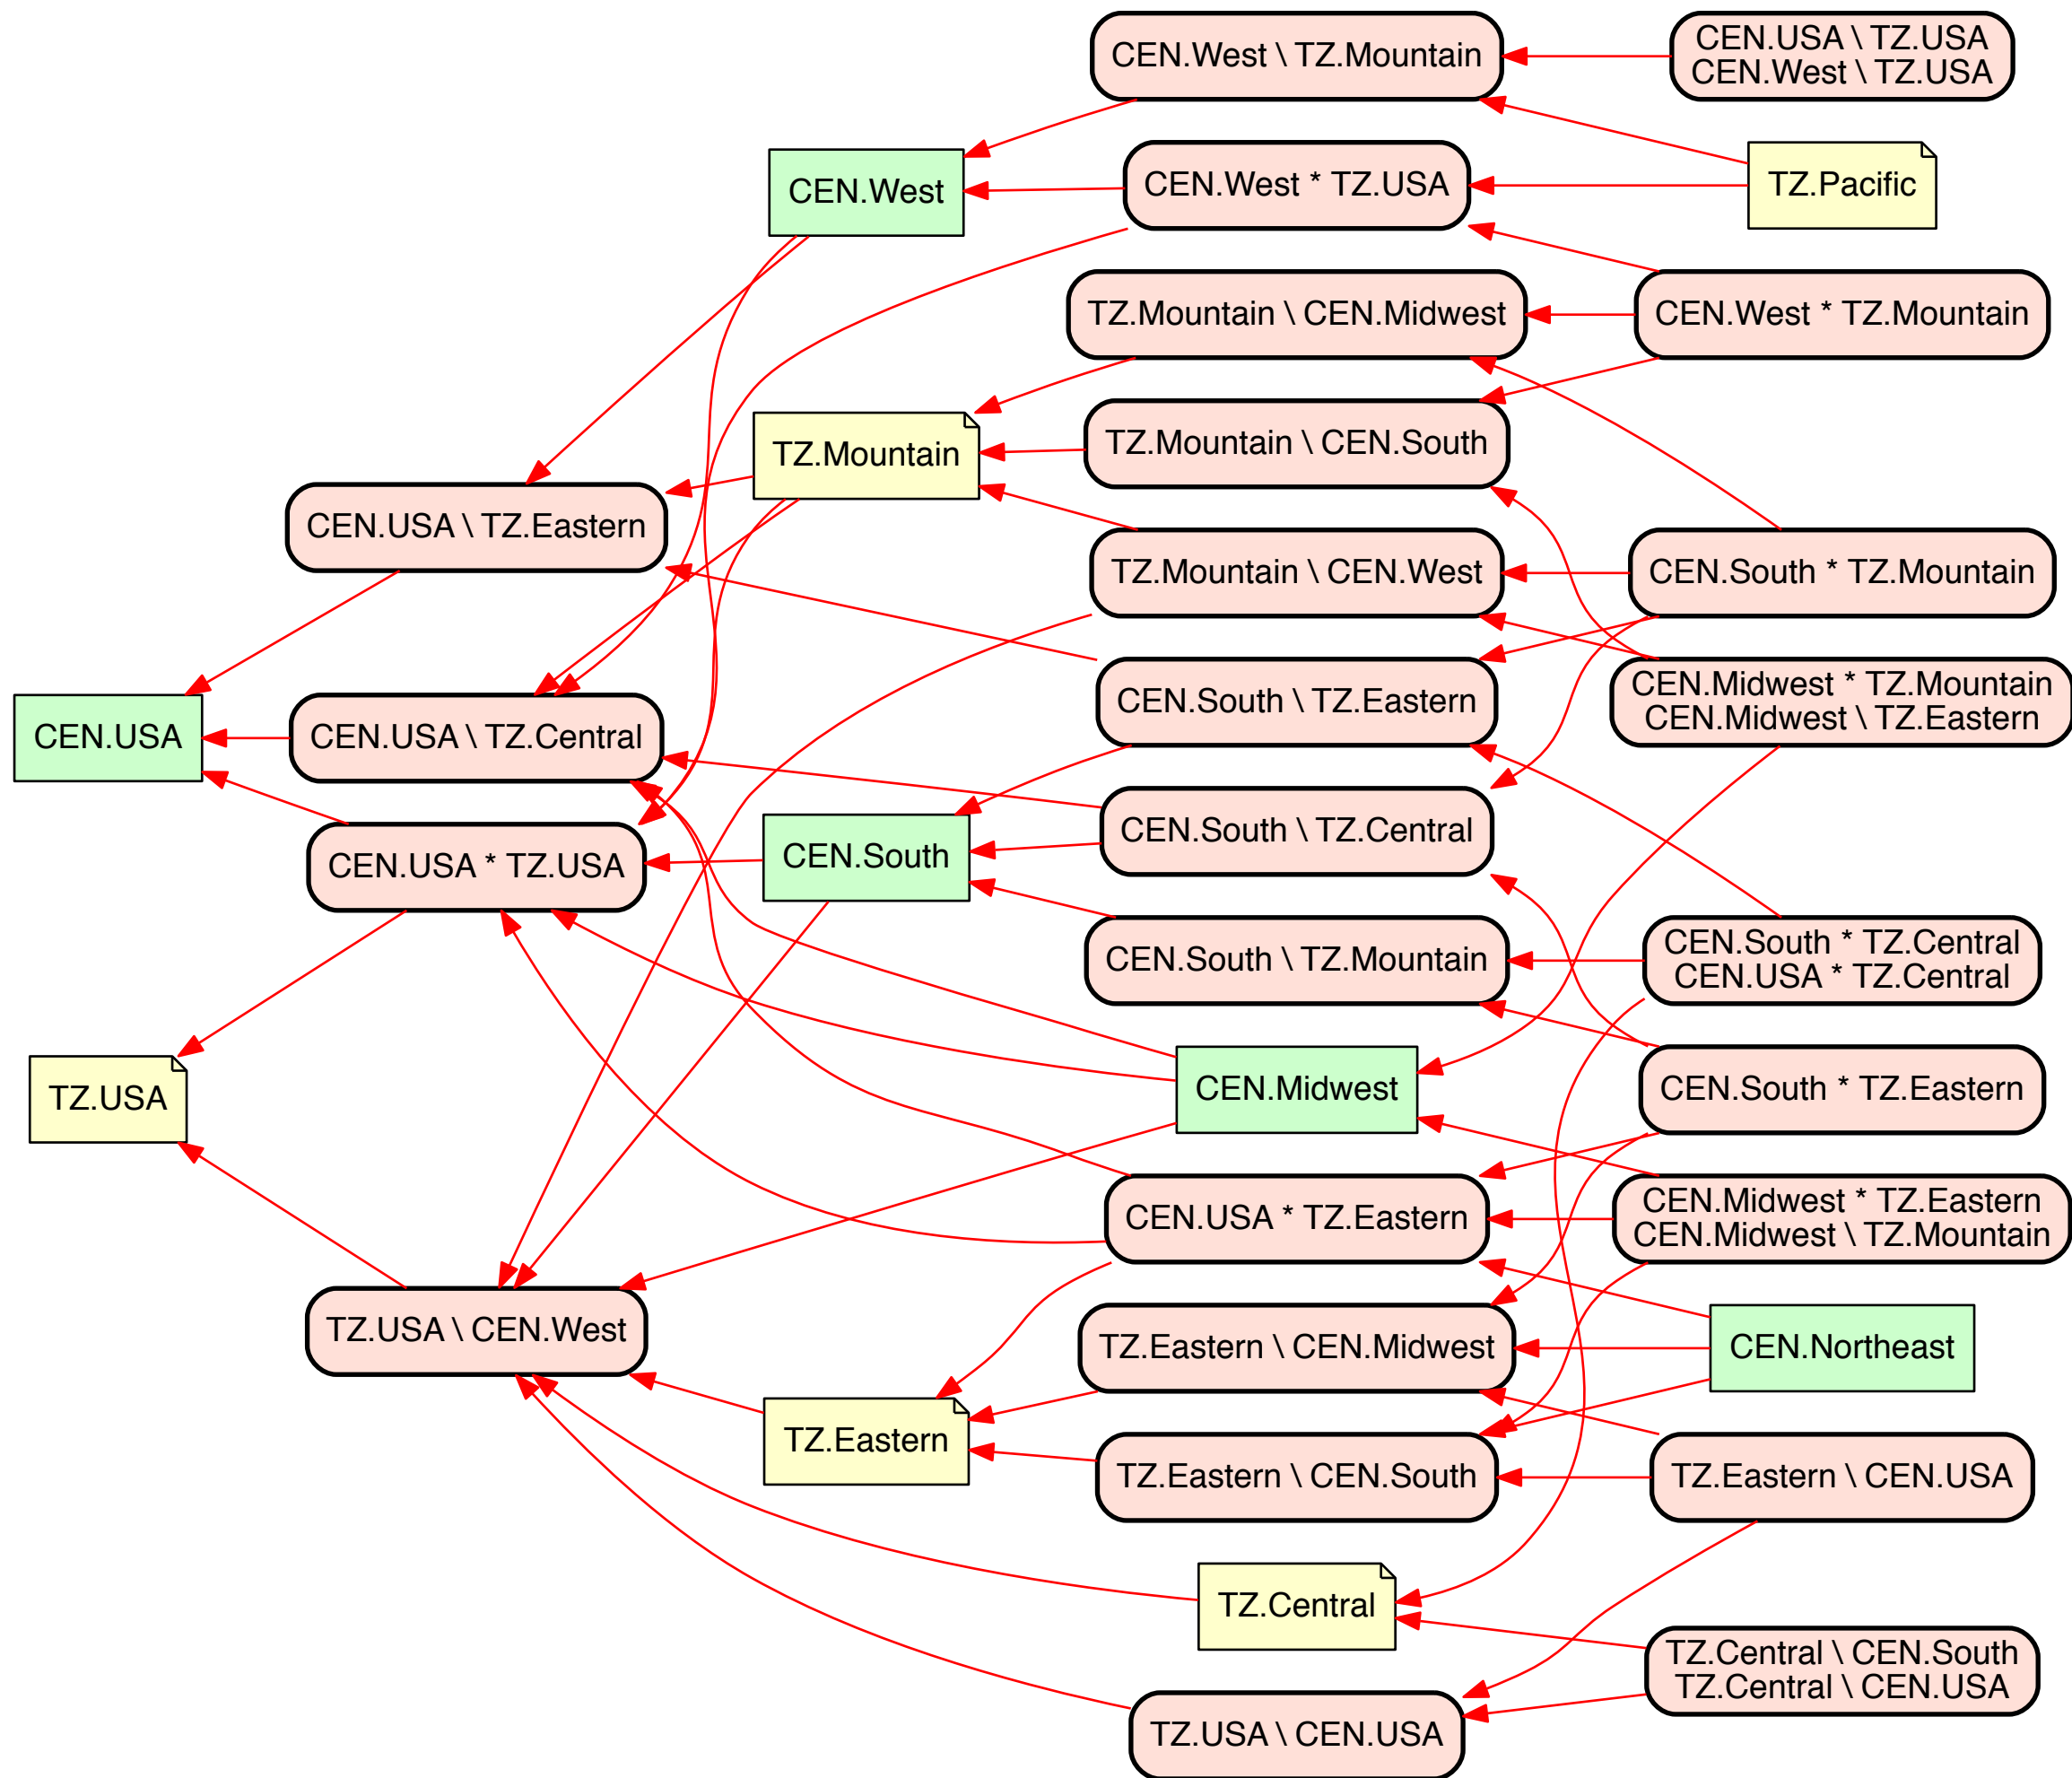 CEN.West \ TZ.Mountain
CEN.USA \ TZ.USA
CEN.West \ TZ.USA
CEN.West
CEN.West * TZ.USA
TZ.Pacific
TZ.Mountain \ CEN.Midwest
CEN.West * TZ.Mountain
TZ.Mountain
TZ.Mountain \ CEN.South
CEN.USA \ TZ.Eastern
TZ.Mountain \ CEN.West
CEN.South * TZ.Mountain
CEN.USA
CEN.USA \ TZ.Central
CEN.South \ TZ.Eastern
CEN.Midwest * TZ.Mountain
CEN.Midwest \ TZ.Eastern
CEN.USA * TZ.USA
CEN.South
CEN.South \ TZ.Central
CEN.South \ TZ.Mountain
CEN.South * TZ.Central
CEN.USA * TZ.Central
TZ.USA
CEN.Midwest
CEN.South * TZ.Eastern
CEN.USA * TZ.Eastern
CEN.Midwest * TZ.Eastern
CEN.Midwest \ TZ.Mountain
TZ.USA \ CEN.West
TZ.Eastern \ CEN.Midwest
CEN.Northeast
TZ.Eastern
TZ.Eastern \ CEN.South
TZ.Eastern \ CEN.USA
TZ.Central
TZ.Central \ CEN.South
TZ.Central \ CEN.USA
TZ.USA \ CEN.USA